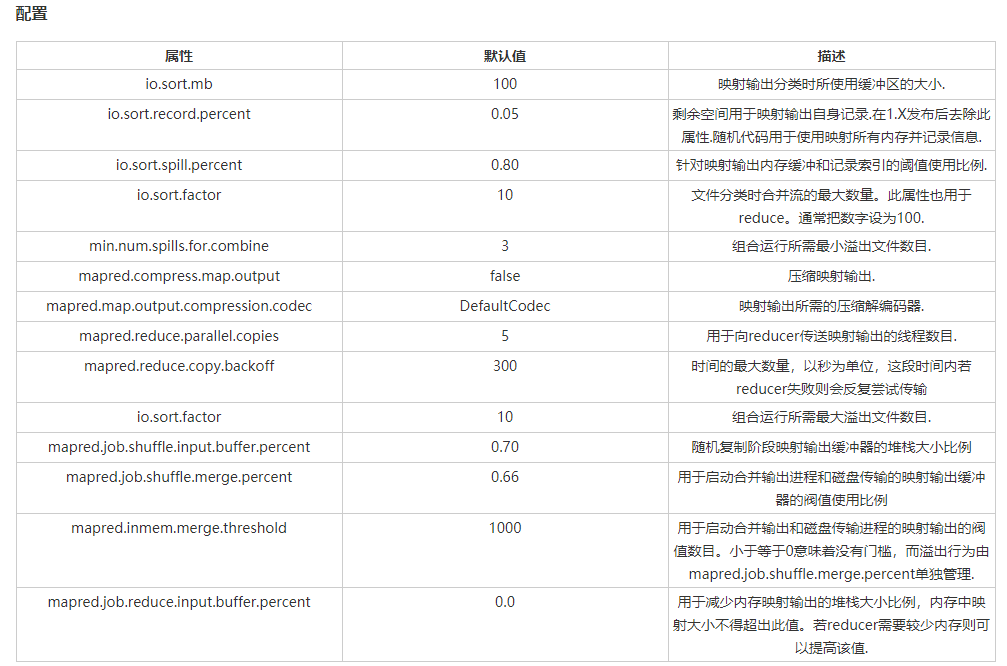 配置
属性 默认值 描述
io.sort.mb 100 映射输出分类时所使用缓冲区的大小.
io.sort.record.percent 0.05 剩余空间用于映射输出自身记录.在1.X发布后去除此
属性.随机代码用于使用映射所有内存并记录信息.
io.sort.spill.percent 0.80 针对映射输出内存缓冲和记录索引的阈值使用比例.
io.sort.factor 10 文件分类时合并流的最大数量。此属性也用于
reduce。通常把数字设为100.
min.num.spills.for.combine 3 组合运行所需最小溢出文件数目.
mapred.compress.map.output false 压缩映射输出.
mapred.map.output.compression.codec DefaultCodec 映射输出所需的压缩解编码器.
mapred.reduce.parallel.copies 5 用于向reducer传送映射输出的线程数目.
mapred.reduce.copy.backoff 300 时间的最大数量，以秒为单位，这段时间内若
reducer失败则会反复尝试传输
io.sort.factor 10 组合运行所需最大溢出文件数目.
mapred.job.shuffle.input.buffer.percent 0.70 随机复制阶段映射输出缓冲器的堆栈大小比例
mapred.job.shuffle.merge.percent 0.66 用于启动合并输出进程和磁盘传输的映射输出缓冲
器的阀值使用比例
mapred.inmem.merge.threshold 1000 用于启动合并输出和磁盘传输进程的映射输出的阀
值数目。小于等于0意味着没有门槛，而溢出行为由
mapred.job.shuffle.merge.percent单独管理.
mapred.job.reduce.input.buffer.percent 0.0 用于减少内存映射输出的堆栈大小比例，内存中映
射大小不得超出此值。若reducer需要较少内存则可
以提高该值.